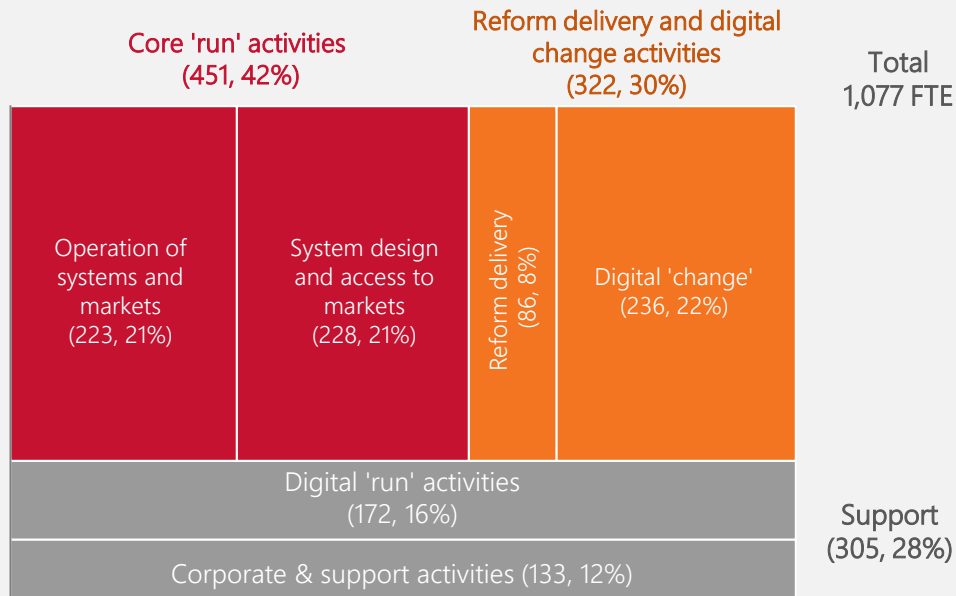 Core 'run' activities
(451, 42%)
Reform delivery and digital
change activities
(322, 30%)
Total
1,077 FTE
Operation of
systems and
markets
(223, 21%)
System design
and access to
markets
(228, 21%)
Reform delivery
(86, 8%)
Digital 'change'
(236, 22%)
Digital 'run' activities
(172, 16%)
Support
(305, 28%)
Corporate & support activities (133, 12%)